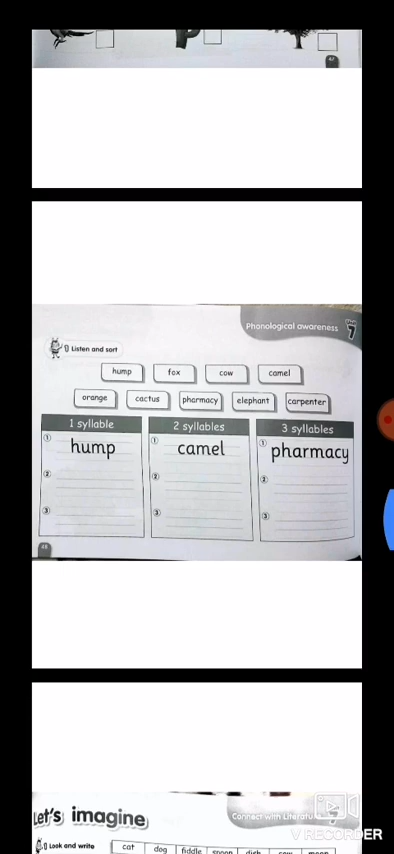 47
Phonological awareness 7
Listen and sort
hump fox cow camel
orange cactus pharmacy elephant carpenter
1 syllable 2 syllables 3 syllables
1 hump 1 camel 1 pharmacy
2 2 2
3 3 3
48
Let's imagine
Connect with Literature
Look and write
cat dog fiddle spoon dish cow moon
V RECORDER